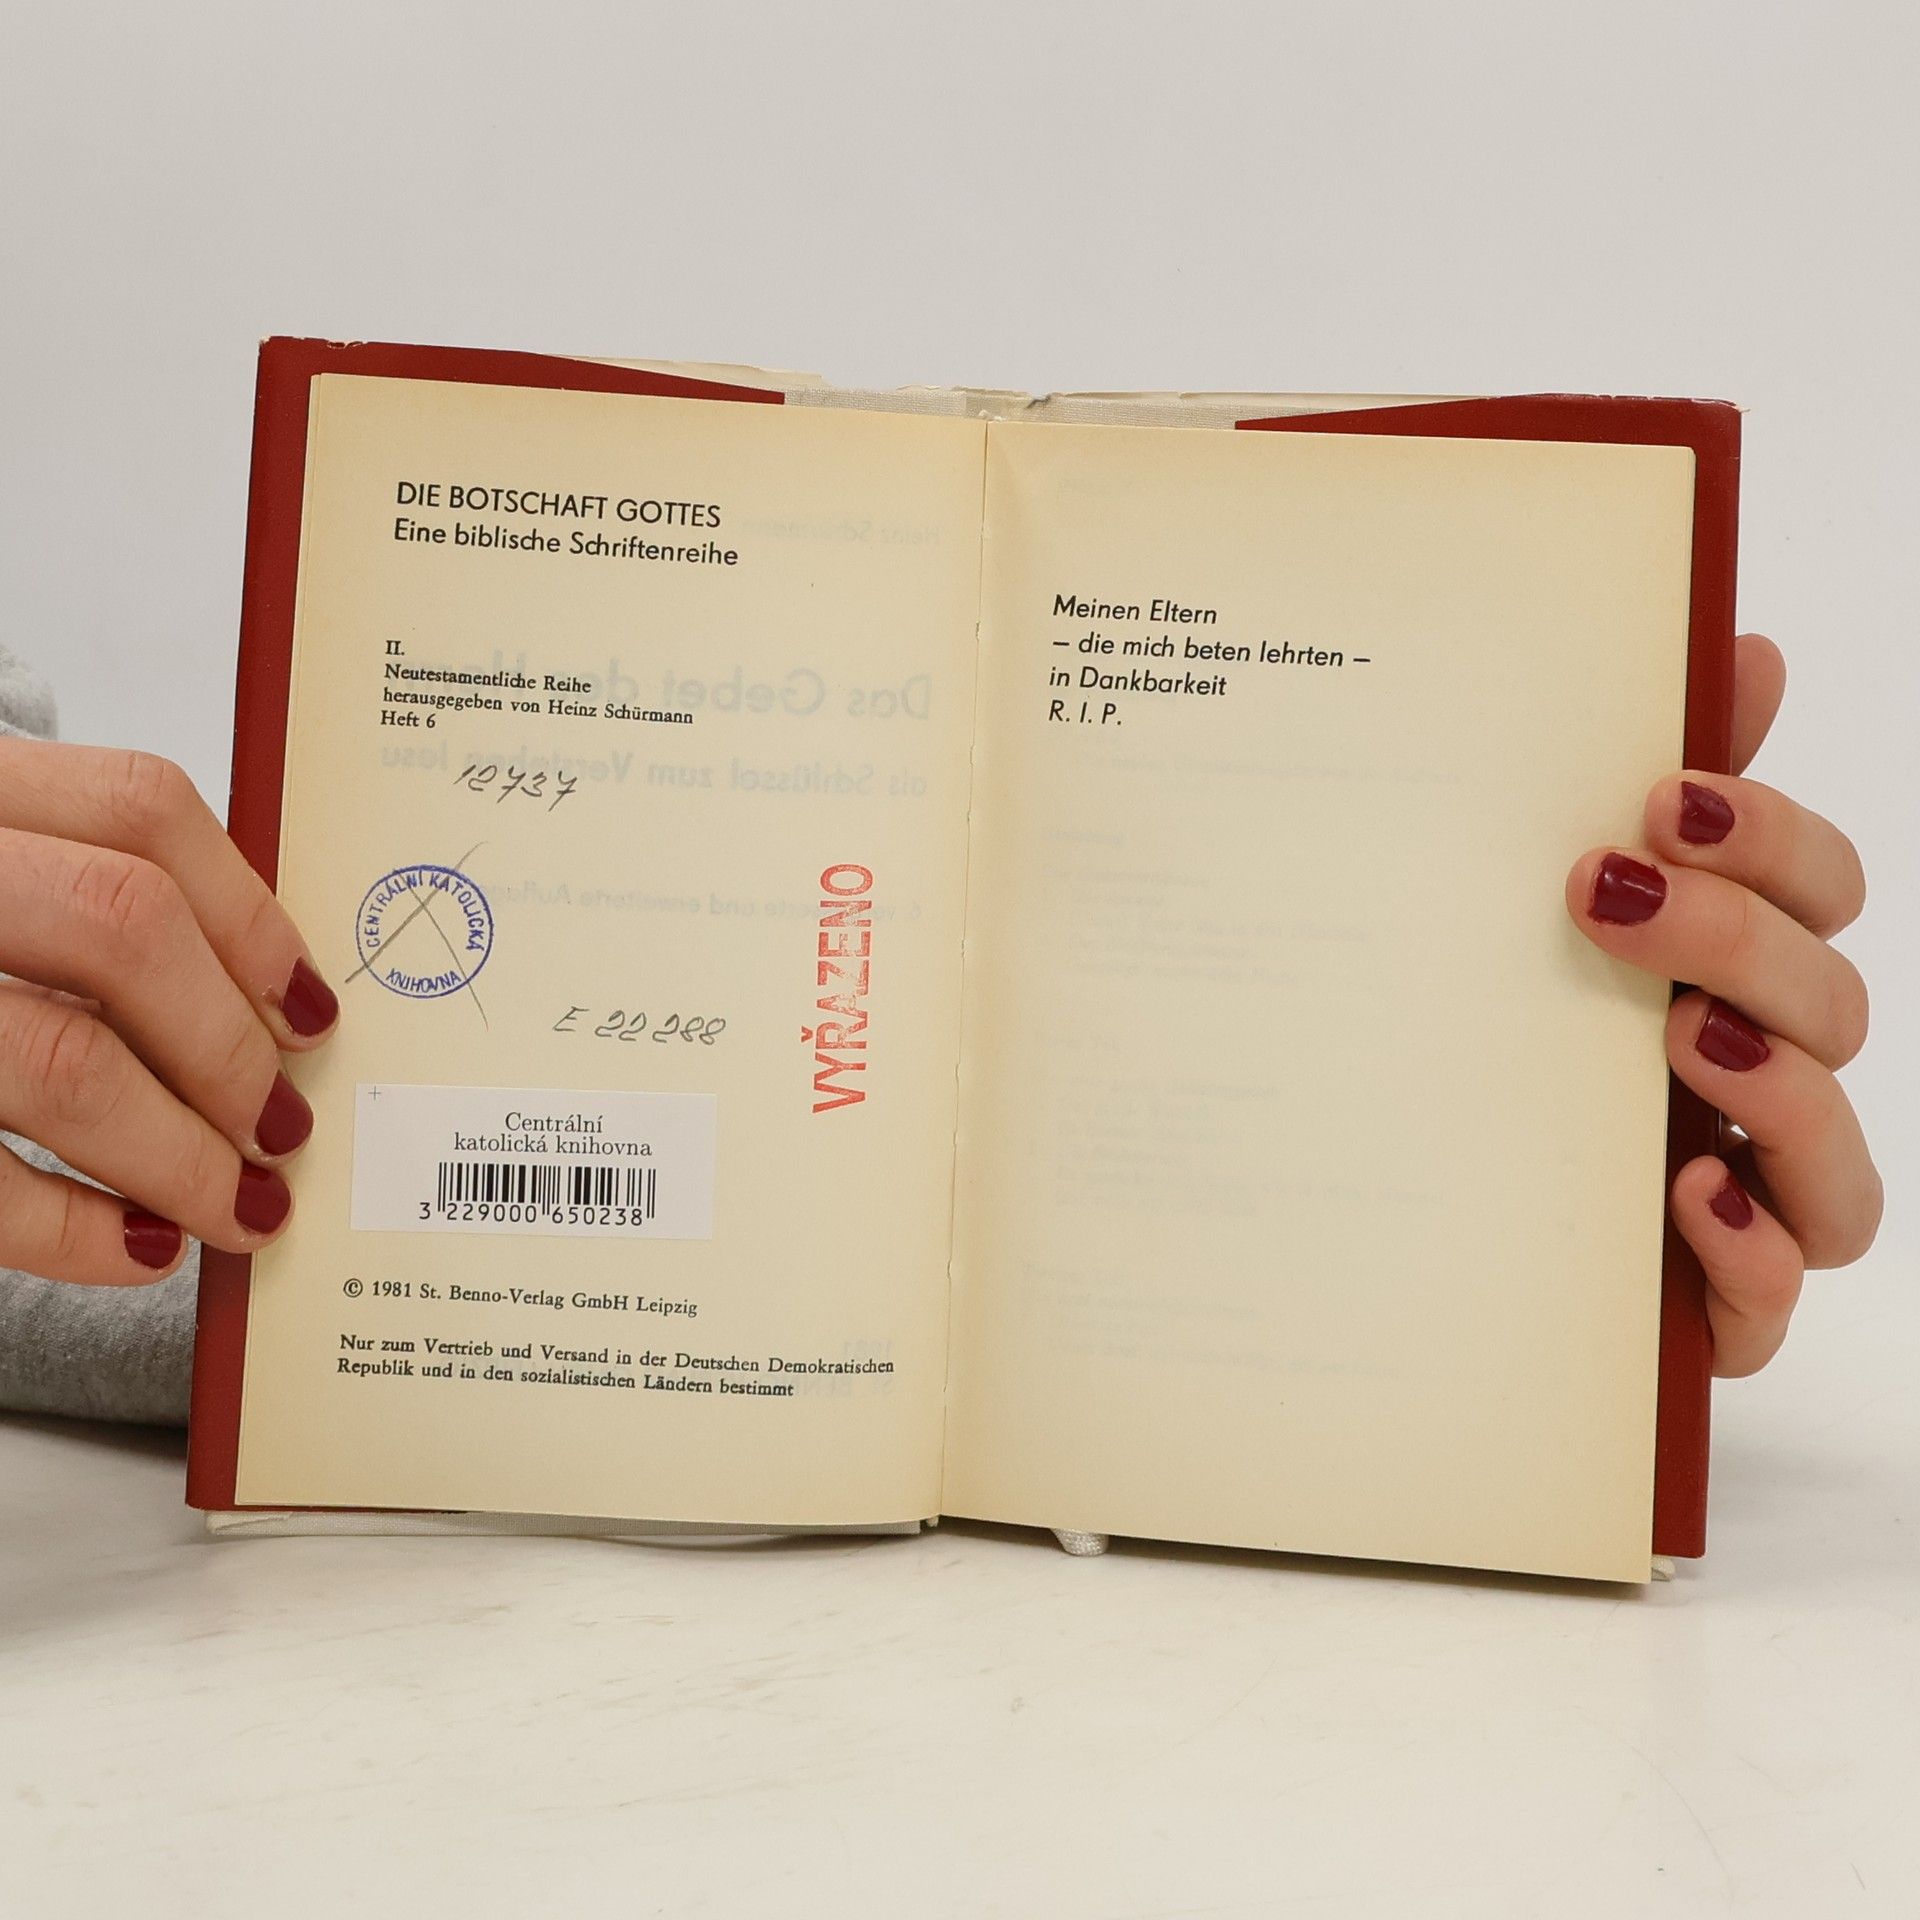 DIE BOTSCHAFT GOTTES
Eine biblische Schriftenreihe
II.
Neutestamentliche Reihe
herausgegeben von Heinz Schürmann
Heft 6
12737
CENTRÁLNÍ KATOLICKÁ
KNIHOVNA
E 22 288
VYŘAZENO
Centrální
katolická knihovna
3 229000 650238
© 1981 St. Benno-Verlag GmbH Leipzig
Nur zum Vertrieb und Versand in der Deutschen Demokratischen
Republik und in den sozialistischen Ländern bestimmt
Meinen Eltern
– die mich beten lehrten –
in Dankbarkeit
R. I. P.